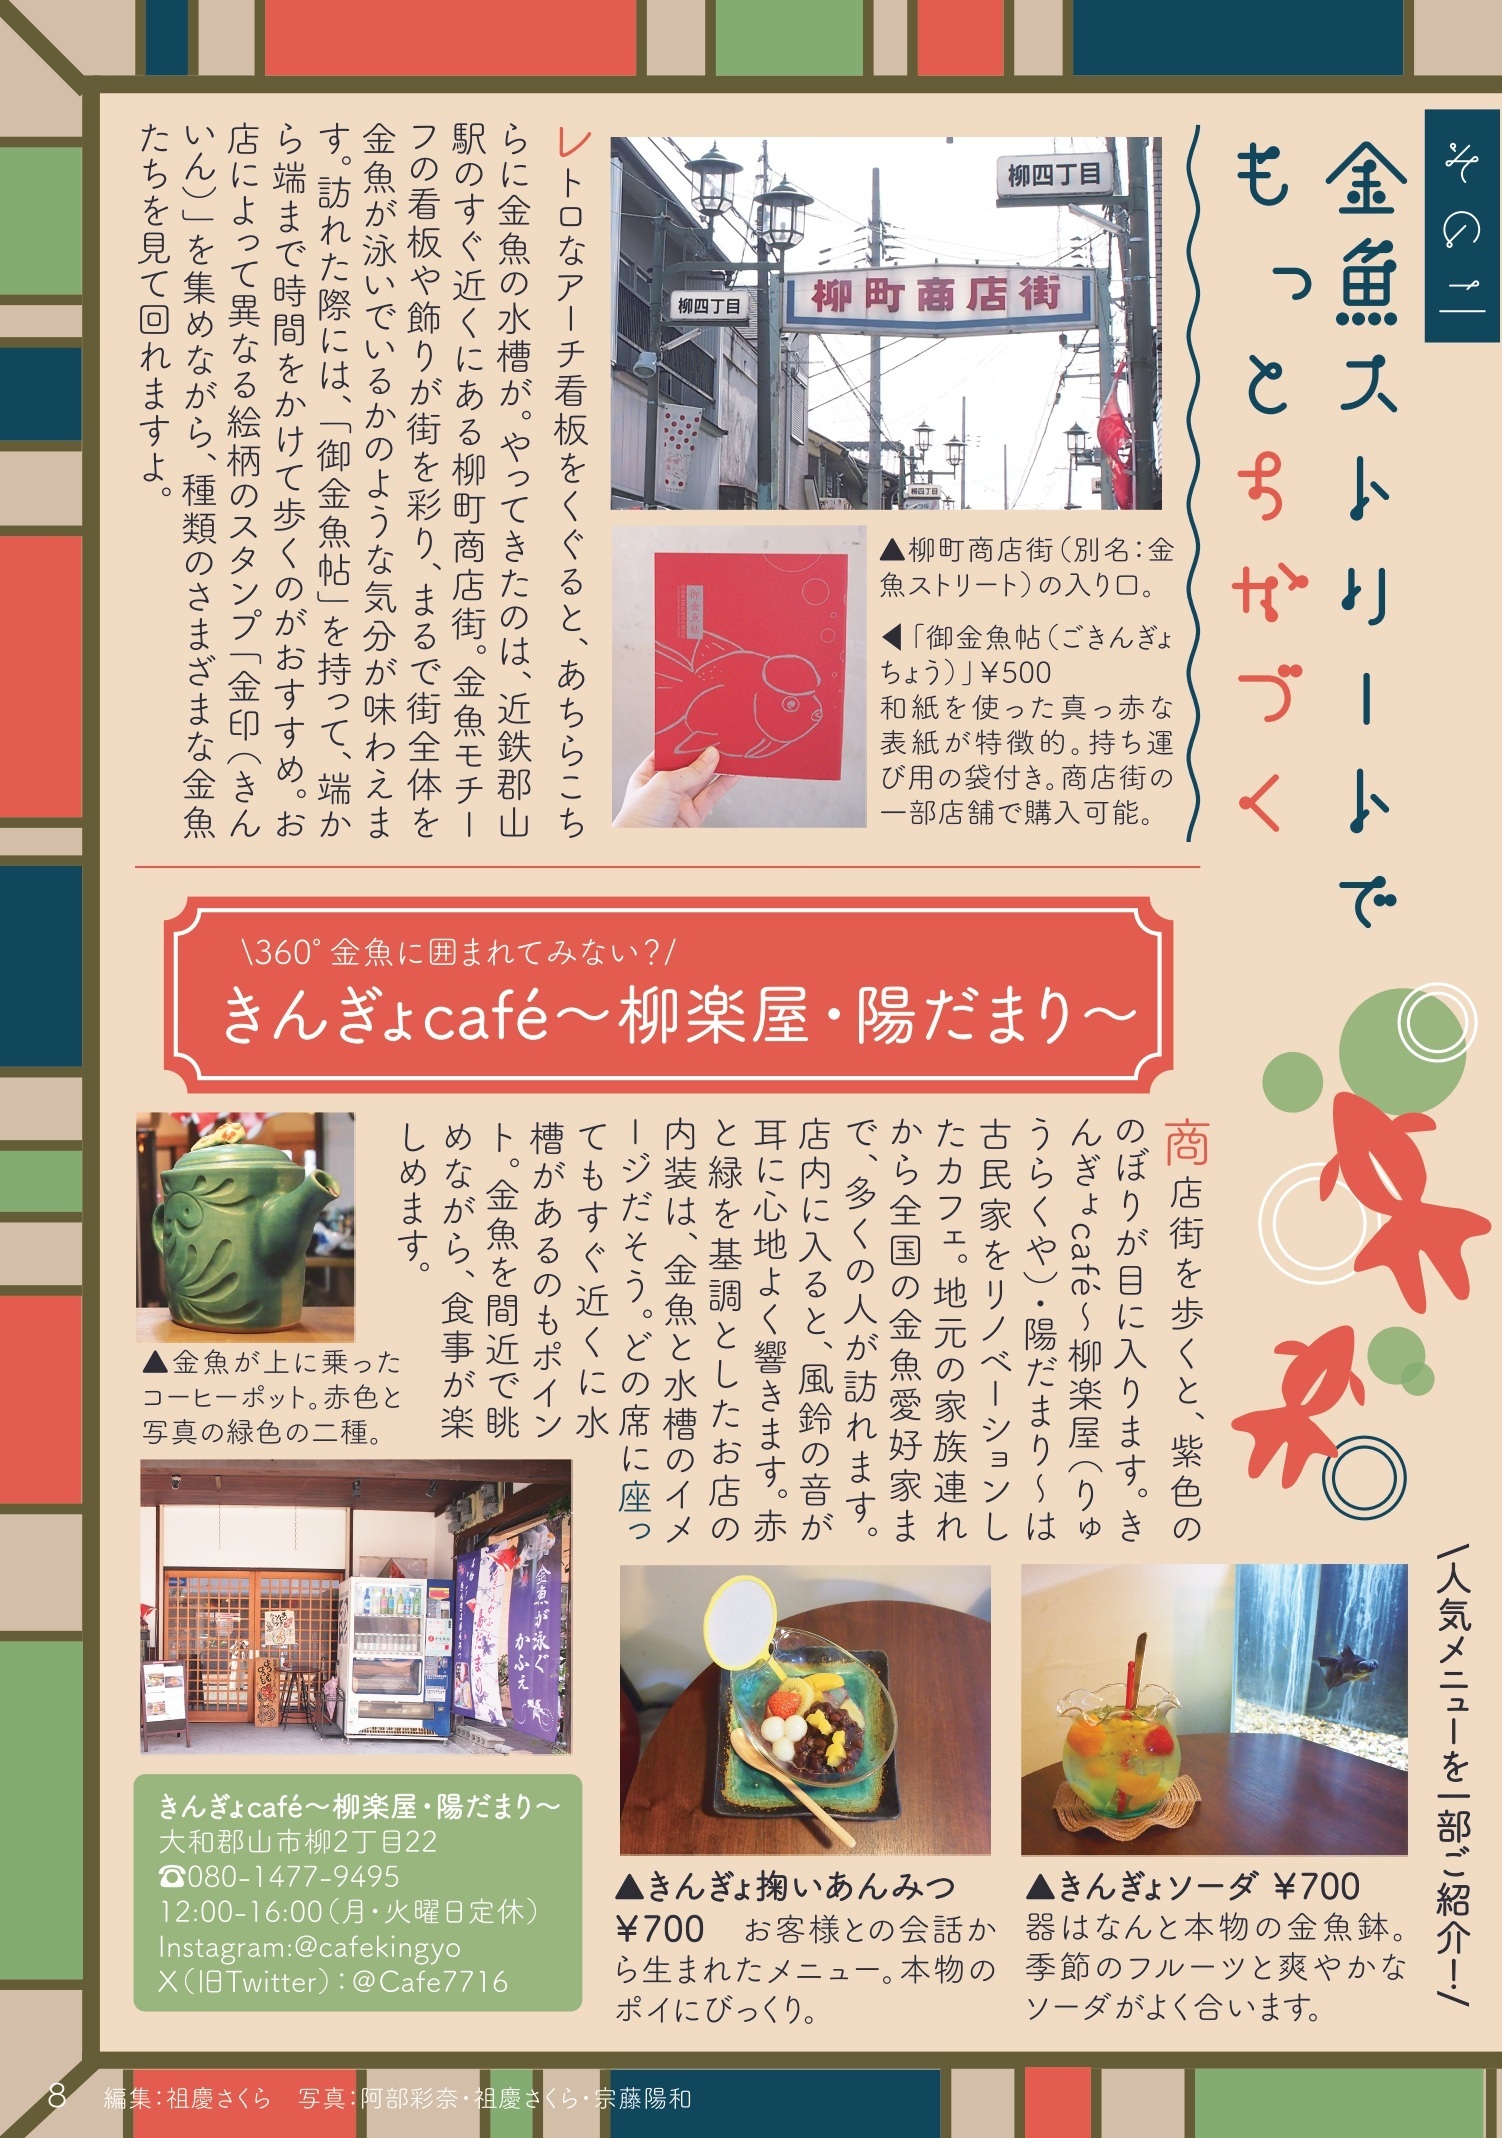 その二
金魚ストリートで
もっとちかづく
柳四丁目
柳四丁目
柳町商店街
柳四丁目
▲柳町商店街（別名：金
魚ストリート）の入り口。
御金魚帖
◀「御金魚帖（ごきんぎょ
ちょう）」¥500
和紙を使った真っ赤な
表紙が特徴的。持ち運
び用の袋付き。商店街の
一部店舗で購入可能。
レトロなアーチ看板をくぐると、あちらこち
らに金魚の水槽が。やってきたのは、近鉄郡山
駅のすぐ近くにある柳町商店街。金魚モチー
フの看板や飾りが街を彩り、まるで街全体を
金魚が泳いでいるかのような気分が味わえま
す。訪れた際には、「御金魚帖」を持って、端か
ら端まで時間をかけて歩くのがおすすめ。お
店によって異なる絵柄のスタンプ「金印（きん
いん）」を集めながら、種類のさまざまな金魚
たちを見て回れますよ。
\360°金魚に囲まれてみない？/
きんぎょcafé～柳楽屋・陽だまり～
商店街を歩くと、紫色の
のぼりが目に入ります。き
んぎょcafé～柳楽屋（りゅ
うらくや）・陽だまり～は
古民家をリノベーションし
たカフェ。地元の家族連れ
から全国の金魚愛好家ま
で、多くの人が訪れます。
店内に入ると、風鈴の音が
耳に心地よく響きます。赤
と緑を基調としたお店の
内装は、金魚と水槽のイメ
ージだそう。どの席に座っ
てもすぐ近くに水
槽があるのもポイン
ト。金魚を間近で眺
めながら、食事が楽
しめます。
▲金魚が上に乗った
コーヒーポット。赤色と
写真の緑色の二種。
金魚が泳ぐ
かふぇ
陽だまり
きんぎょcafé～柳楽屋・陽だまり～
大和郡山市柳2丁目22
☎080-1477-9495
12:00-16:00（月・火曜日定休）
Instagram:@cafekingyo
X（旧Twitter）：@Cafe7716
\人気メニューを一部ご紹介！/
▲きんぎょソーダ ¥700
器はなんと本物の金魚鉢。
季節のフルーツと爽やかな
ソーダがよく合います。
▲きんぎょ掬いあんみつ
¥700　お客様との会話か
ら生まれたメニュー。本物の
ポイにびっくり。
8　編集：祖慶さくら　写真：阿部彩奈・祖慶さくら・宗藤陽和